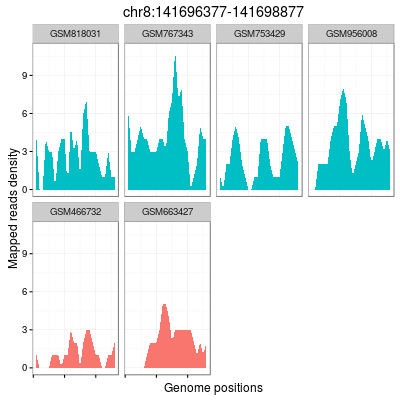 chr8:141696377-141698877
GSM818031 GSM767343 GSM753429 GSM956008
9
6
3
0
GSM466732 GSM663427
9
6
3
0
Mapped reads density
Genome positions